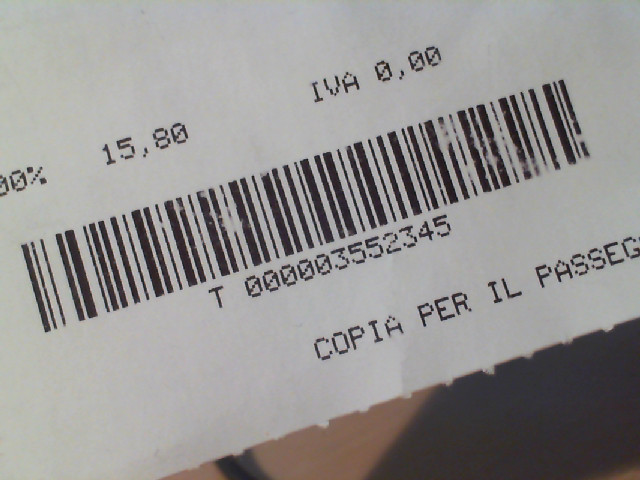 IVA 0,00
00% 15,80
T 000003552345
COPIA PER IL PASSEG